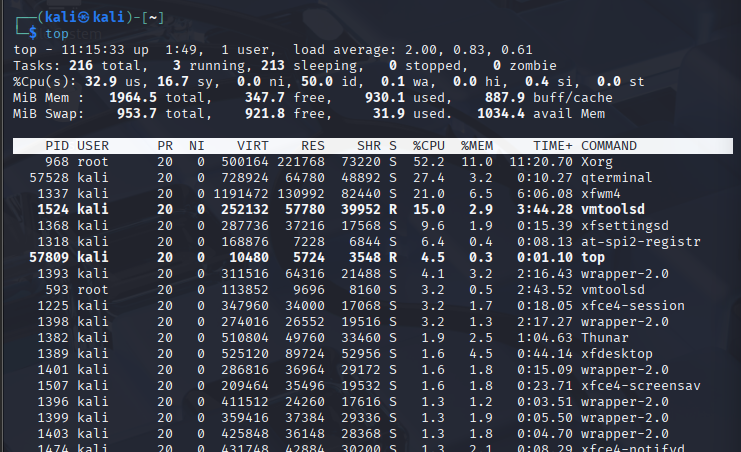 ┌──(kali㉿kali)-[~]
└─$ top
top - 11:15:33 up  1:49,  1 user,  load average: 2.00, 0.83, 0.61
Tasks: 216 total,   3 running, 213 sleeping,   0 stopped,   0 zombie
%Cpu(s): 32.9 us, 16.7 sy,  0.0 ni, 50.0 id,  0.1 wa,  0.0 hi,  0.4 si,  0.0 st
MiB Mem :   1964.5 total,    347.7 free,    930.1 used,    887.9 buff/cache
MiB Swap:    953.7 total,    921.8 free,     31.9 used.   1034.4 avail Mem
PID USER      PR  NI    VIRT    RES    SHR S  %CPU  %MEM     TIME+ COMMAND
968 root      20   0  500164 221768  73220 S  52.2  11.0  11:20.70 Xorg
57528 kali      20   0  728924  64780  48892 S  27.4   3.2   0:10.27 qterminal
1337 kali      20   0 1191472 130992  82440 S  21.0   6.5   6:06.08 xfwm4
1524 kali      20   0  252132  57780  39952 R  15.0   2.9   3:44.28 vmtoolsd
1368 kali      20   0  287736  37216  17568 S   9.6   1.9   0:15.39 xfsettingsd
1318 kali      20   0  168876   7228   6844 S   6.4   0.4   0:08.13 at-spi2-registr
57809 kali      20   0   10480   5724   3548 R   4.5   0.3   0:01.10 top
1393 kali      20   0  311516  64316  21488 S   4.1   3.2   2:16.43 wrapper-2.0
593 root      20   0  113852   9696   8160 S   3.2   0.5   2:43.52 vmtoolsd
1225 kali      20   0  347960  34000  17068 S   3.2   1.7   0:18.05 xfce4-session
1398 kali      20   0  274016  26552  19516 S   3.2   1.3   2:17.27 wrapper-2.0
1382 kali      20   0  510804  49760  33460 S   1.9   2.5   1:04.63 Thunar
1389 kali      20   0  525120  89724  52956 S   1.6   4.5   0:44.14 xfdesktop
1401 kali      20   0  286816  36964  29172 S   1.6   1.8   0:15.09 wrapper-2.0
1507 kali      20   0  209464  35496  19532 S   1.6   1.8   0:23.71 xfce4-screensav
1396 kali      20   0  411512  24260  17616 S   1.3   1.2   0:03.51 wrapper-2.0
1399 kali      20   0  359416  37384  29336 S   1.3   1.9   0:05.50 wrapper-2.0
1403 kali      20   0  425848  36148  28368 S   1.3   1.8   0:04.70 wrapper-2.0
1474 kali      20   0  431748  42884  30200 S   1.3   2.1   0:08.29 xfce4-notifyd